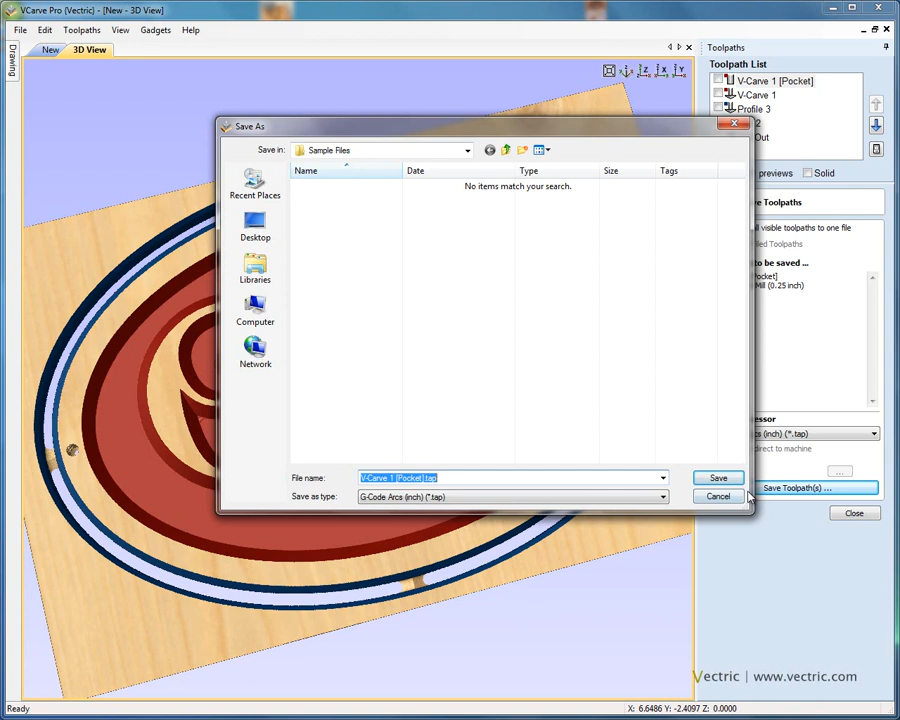 VCarve Pro {Vectric} - [New - 3D View]
File Edit Toolpaths View Gadgets Help
Drawing
New 3D View
Toolpaths
Toolpath List
V-Carve 1 [Pocket]
V-Carve 1
Profile 3
2
Out
previews Solid
Toolpaths
visible toolpaths to one file
Toolpaths
to be saved ...
Pocket]
Mill (0.25 inch)
(inch) (*.tap)
direct to machine
...
Save Toolpath(s) ...
Close
Save As
Save in: Sample Files
Name Date Type Size Tags
No items match your search.
Recent Places
Desktop
Libraries
Computer
Network
File name: V-Carve 1 [Pocket].tap Save
Save as type: G-Code Arcs (inch) (*.tap) Cancel
Vectric | www.vectric.com
Ready X: 6.6486 Y: -2.4097 Z: 0.0000